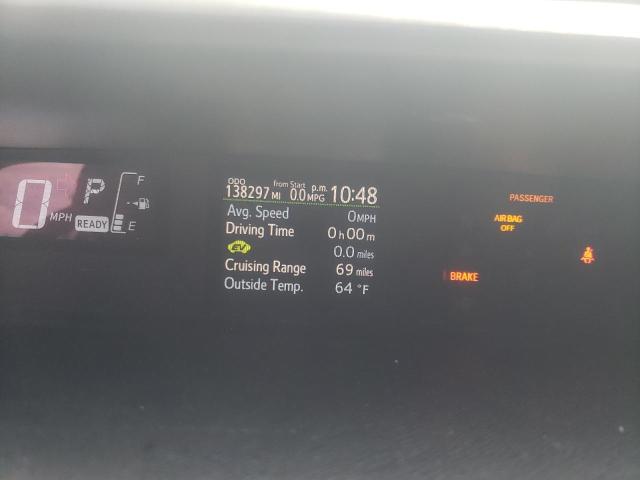 0 MPH
P
READY
F
E
ODO from Start p.m.
138297 MI 0.0 MPG 10:48
Avg. Speed 0 MPH
Driving Time 0 h 00 m
EV 0.0 miles
Cruising Range 69 miles
Outside Temp. 64 °F
PASSENGER
AIR BAG
OFF
BRAKE